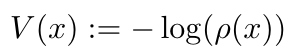 V(x) := − log(ρ(x))